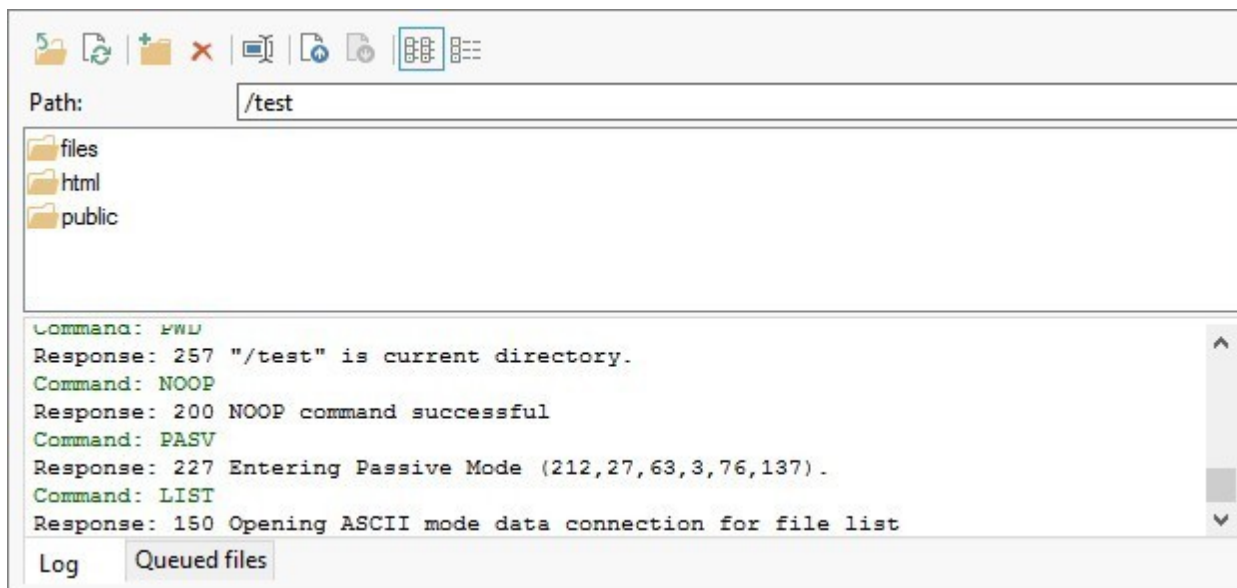 Path: /test
files
html
public
Command: PWD
Response: 257 "/test" is current directory.
Command: NOOP
Response: 200 NOOP command successful
Command: PASV
Response: 227 Entering Passive Mode (212,27,63,3,76,137).
Command: LIST
Response: 150 Opening ASCII mode data connection for file list
Log Queued files